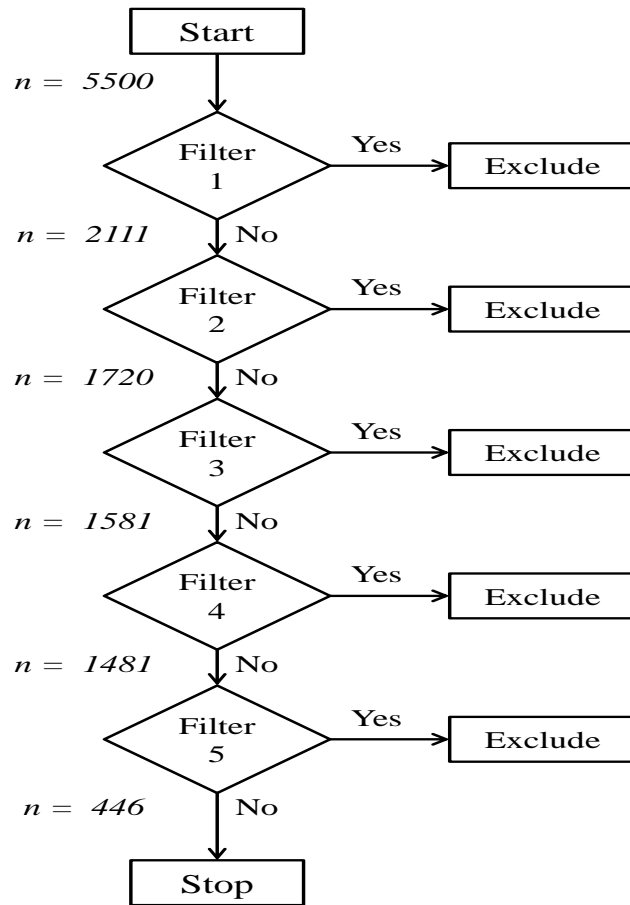 Start
n = 5500
Filter
1
Yes
Exclude
n = 2111
No
Filter
2
Yes
Exclude
n = 1720
No
Filter
3
Yes
Exclude
n = 1581
No
Filter
4
Yes
Exclude
n = 1481
No
Filter
5
Yes
Exclude
n = 446
No
Stop